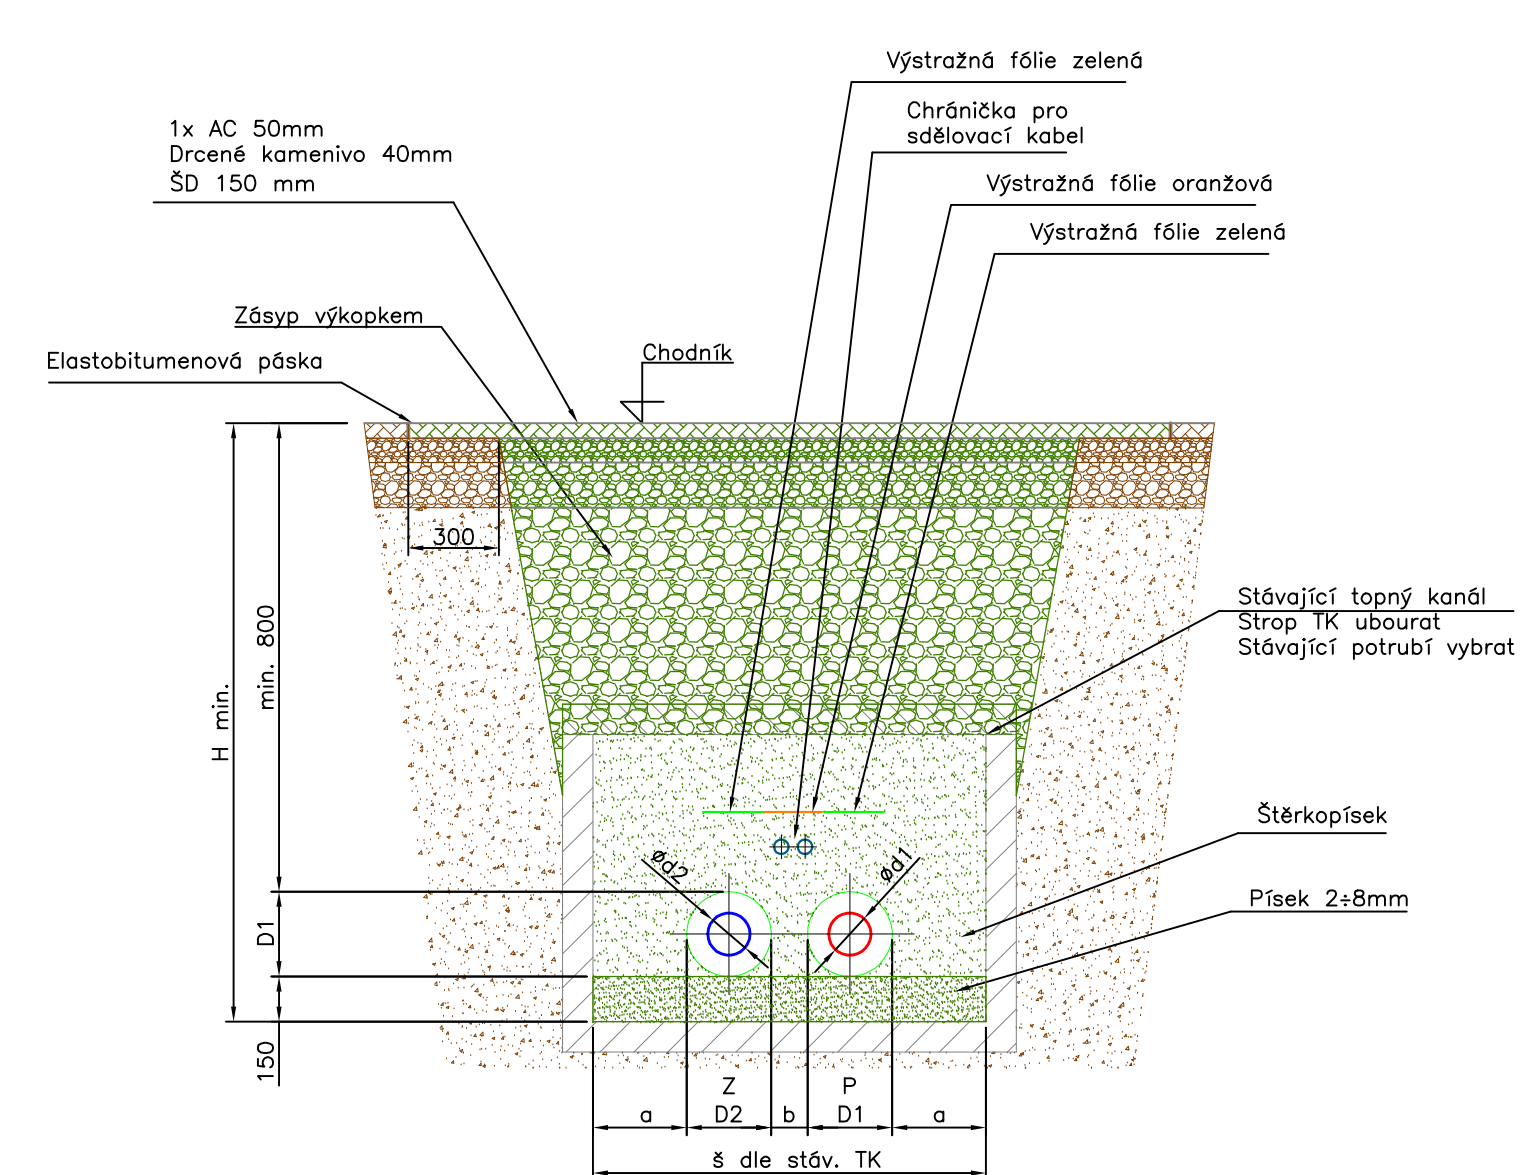 Výstražná fólie zelená
Chránička pro
sdělovací kabel
1x AC 50mm
Drcené kamenivo 40mm
ŠD 150 mm
Výstražná fólie oranžová
Výstražná fólie zelená
Zásyp výkopkem
Chodník
Elastobitumenová páska
300
min. 800
H min.
Stávající topný kanál
Strop TK ubourat
Stávající potrubí vybrat
Štěrkopísek
ød2
ød1
Písek 2÷8mm
D1
150
Z
P
a
D2
b
D1
a
š dle stáv. TK